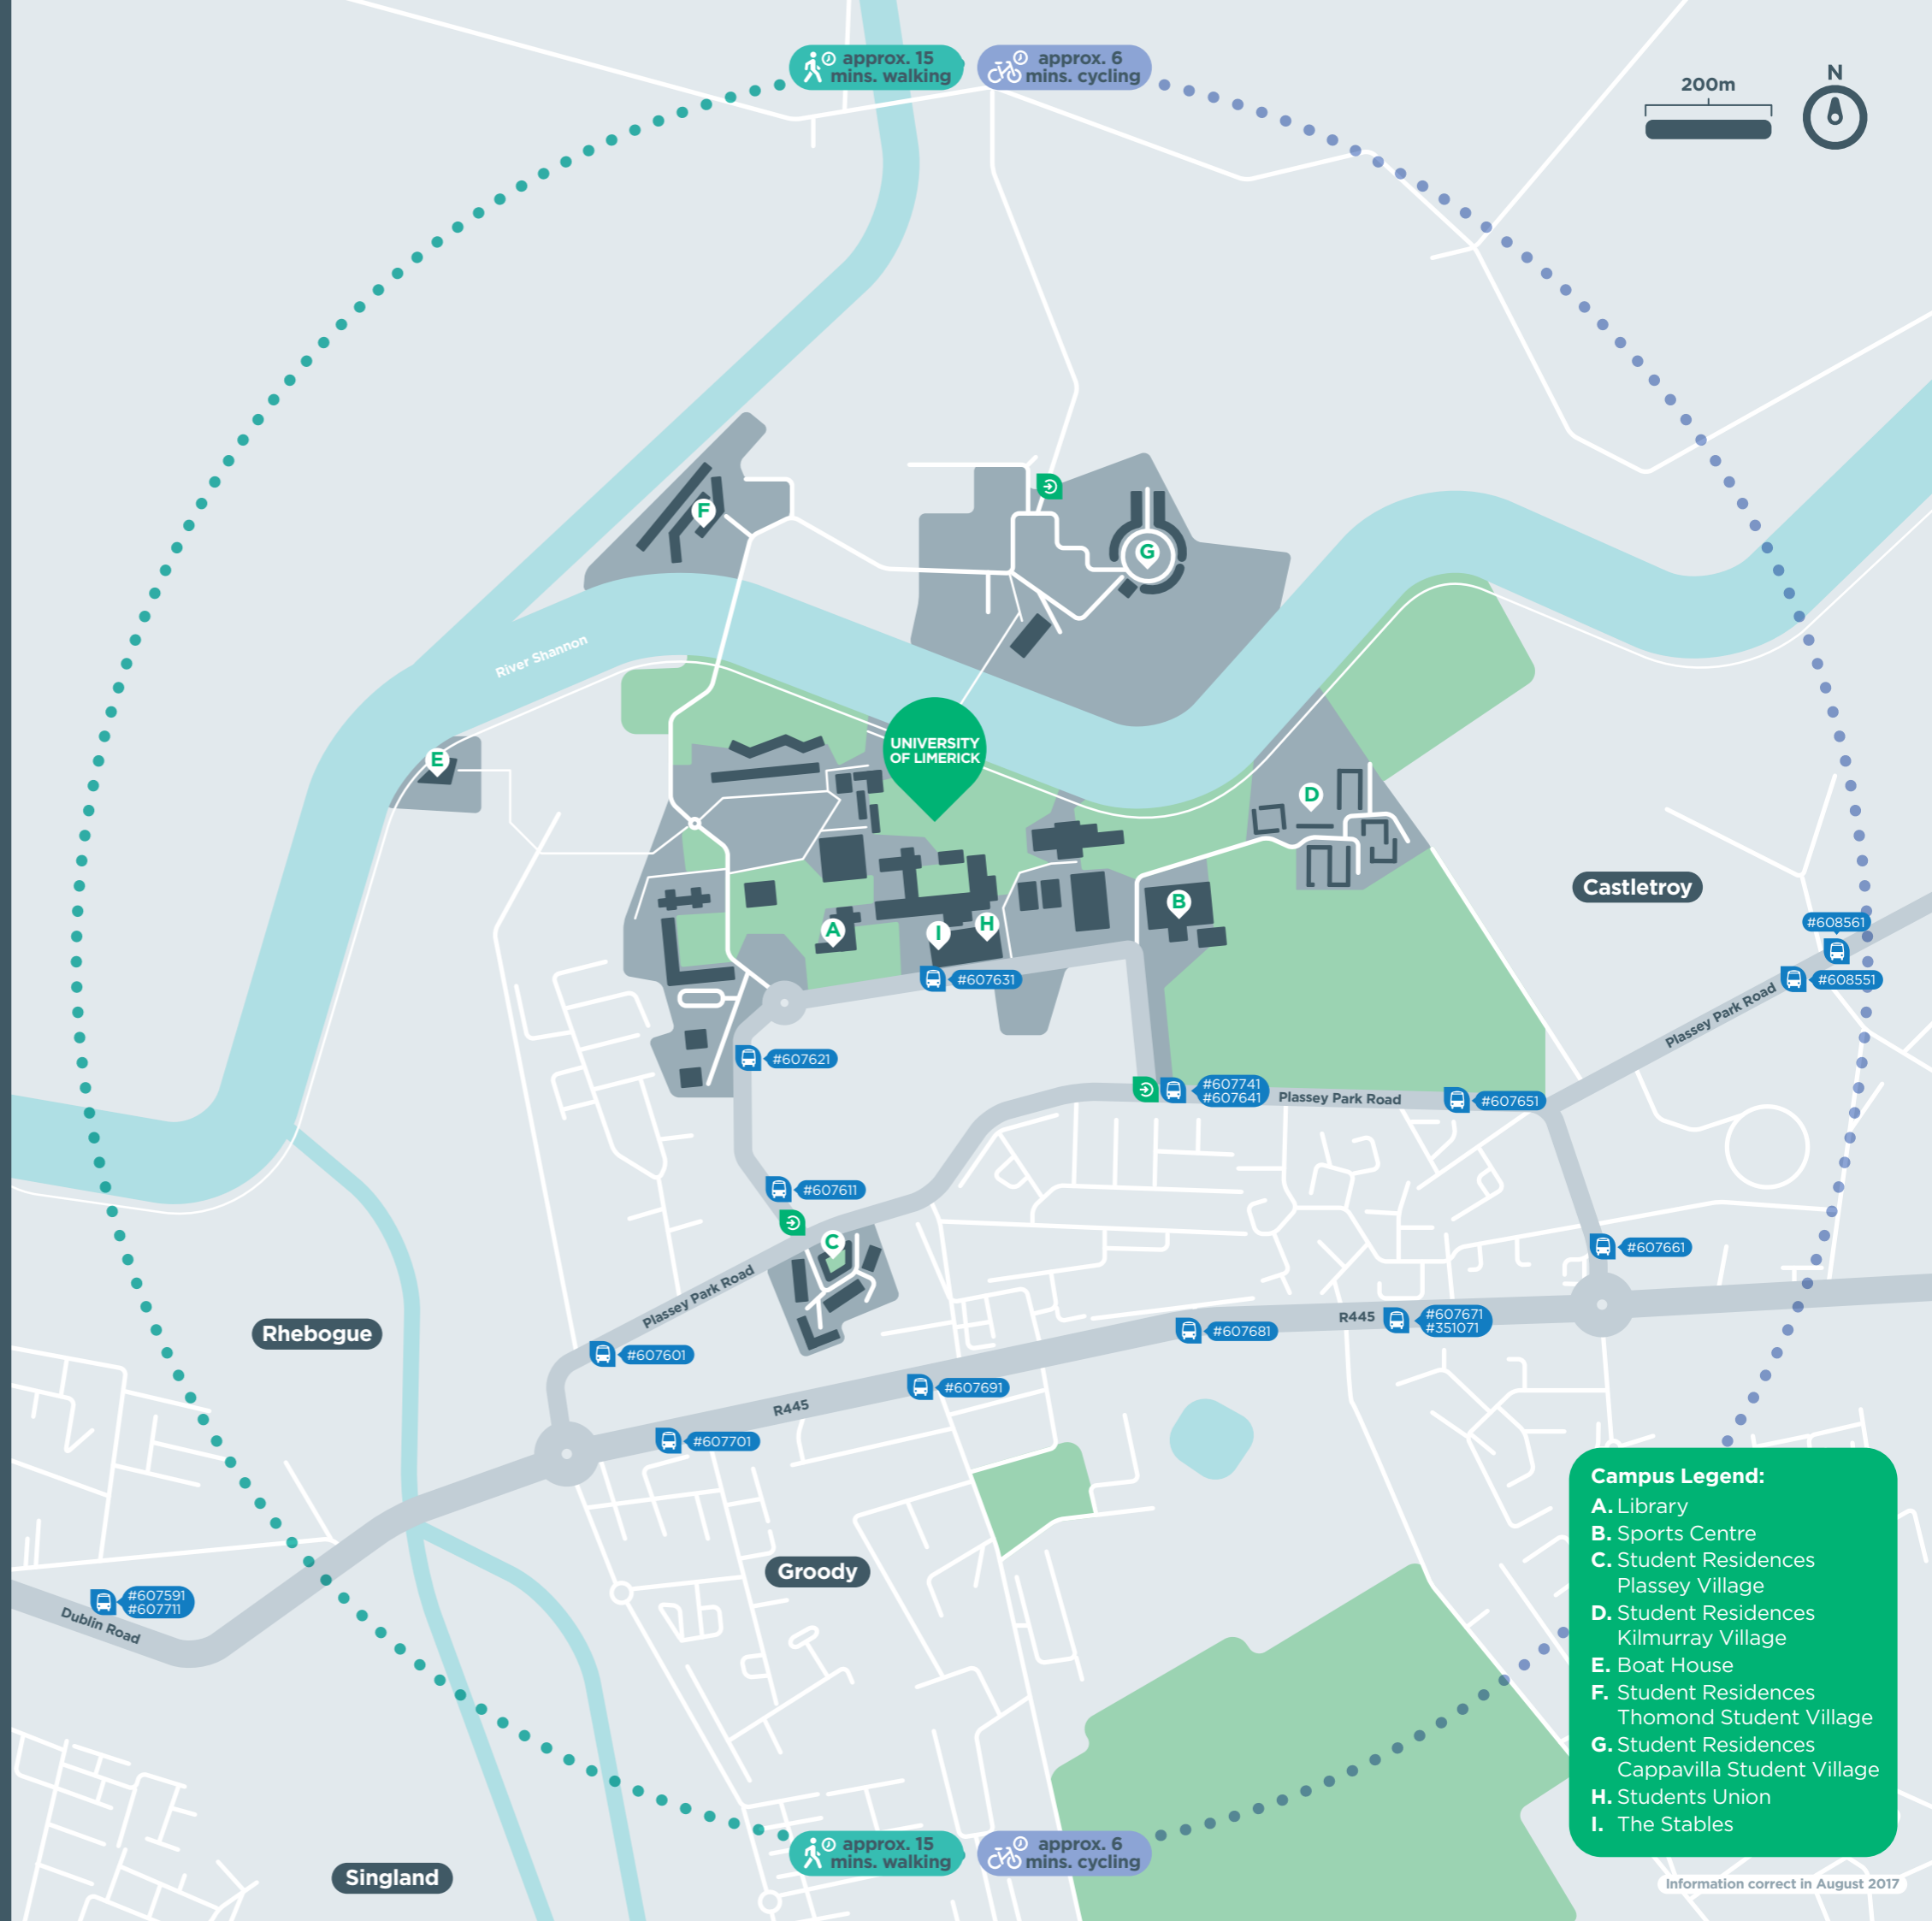 approx. 15
mins. walking
approx. 6
mins. cycling
200m
N
F
G
River Shannon
UNIVERSITY
OF LIMERICK
E
D
Castletroy
B
A
I
H
#608561
#607631
#608551
Plassey Park Road
#607621
#607741
#607641
Plassey Park Road
#607651
#607611
C
#607661
Plassey Park Road
Rhebogue
R445
#607671
#351071
#607681
#607601
#607691
R445
#607701
Groody
#607591
#607711
Dublin Road
Campus Legend:
A. Library
B. Sports Centre
C. Student Residences
Plassey Village
D. Student Residences
Kilmurray Village
E. Boat House
F. Student Residences
Thomond Student Village
G. Student Residences
Cappavilla Student Village
H. Students Union
I. The Stables
approx. 15
mins. walking
approx. 6
mins. cycling
Singland
Information correct in August 2017